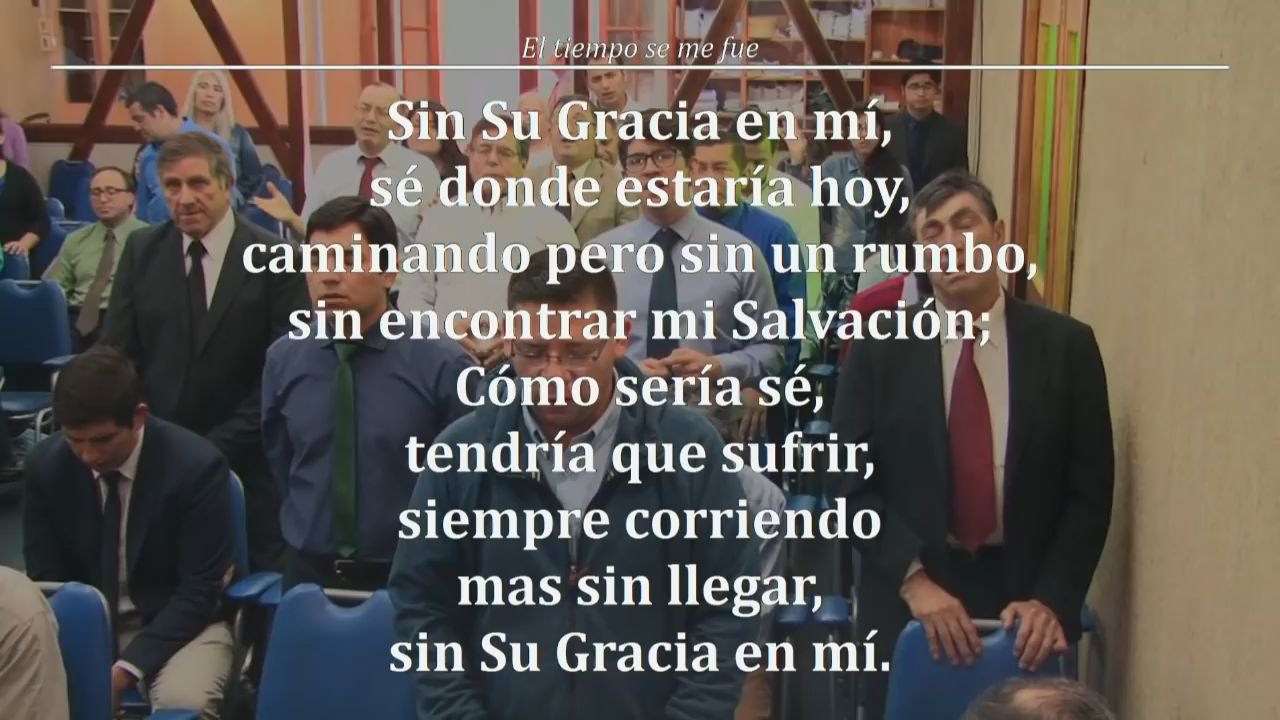 El tiempo se me fue
Sin Su Gracia en mí,
sé donde estaría hoy,
caminando pero sin un rumbo,
sin encontrar mi Salvación;
Cómo sería sé,
tendría que sufrir,
siempre corriendo
mas sin llegar,
sin Su Gracia en mí.